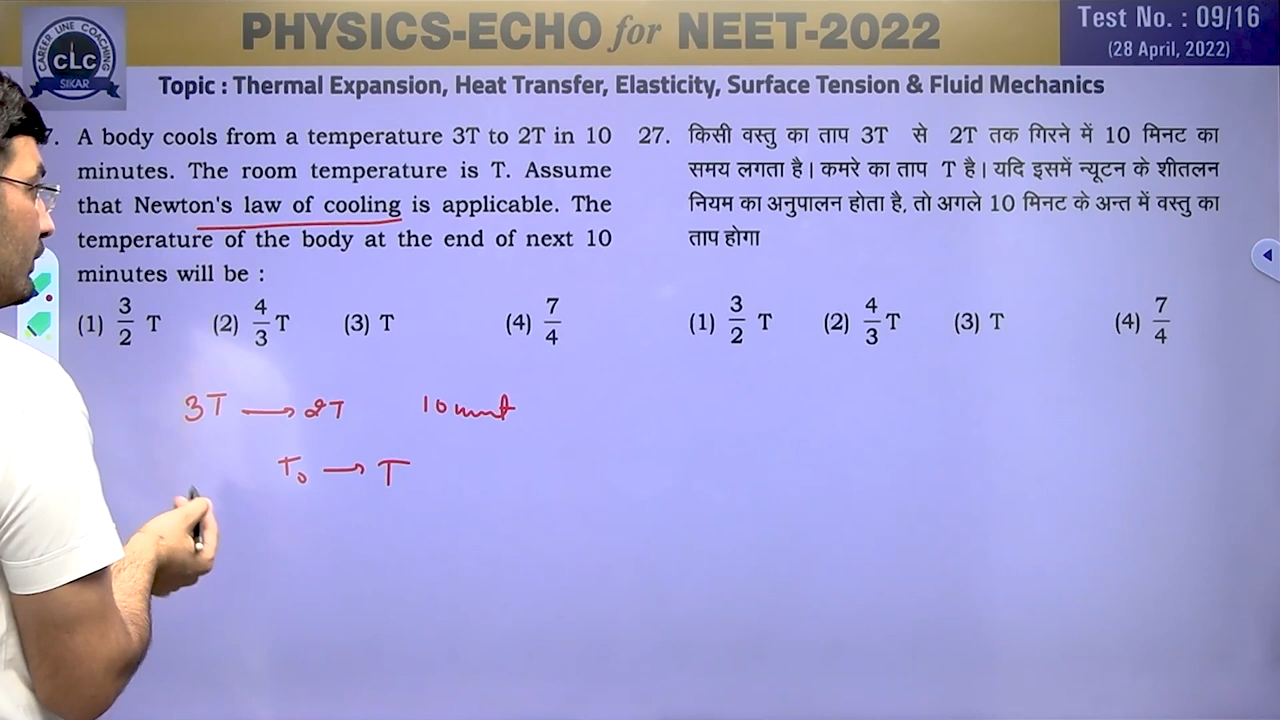 PHYSICS-ECHO for NEET-2022
Test No. : 09/16
(28 April, 2022)
CAREER LINE COACHING
CLC
SIKAR
Topic : Thermal Expansion, Heat Transfer, Elasticity, Surface Tension & Fluid Mechanics
7. A body cools from a temperature 3T to 2T in 10
minutes. The room temperature is T. Assume
that Newton's law of cooling is applicable. The
temperature of the body at the end of next 10
minutes will be :
(1) 3/2 T (2) 4/3 T (3) T (4) 7/4
27. किसी वस्तु का ताप 3T से 2T तक गिरने में 10 मिनट का
समय लगता है। कमरे का ताप T है। यदि इसमें न्यूटन के शीतलन
नियम का अनुपालन होता है, तो अगले 10 मिनट के अन्त में वस्तु का
ताप होगा
(1) 3/2 T (2) 4/3 T (3) T (4) 7/4
3T → 2T 10
T₀ → T